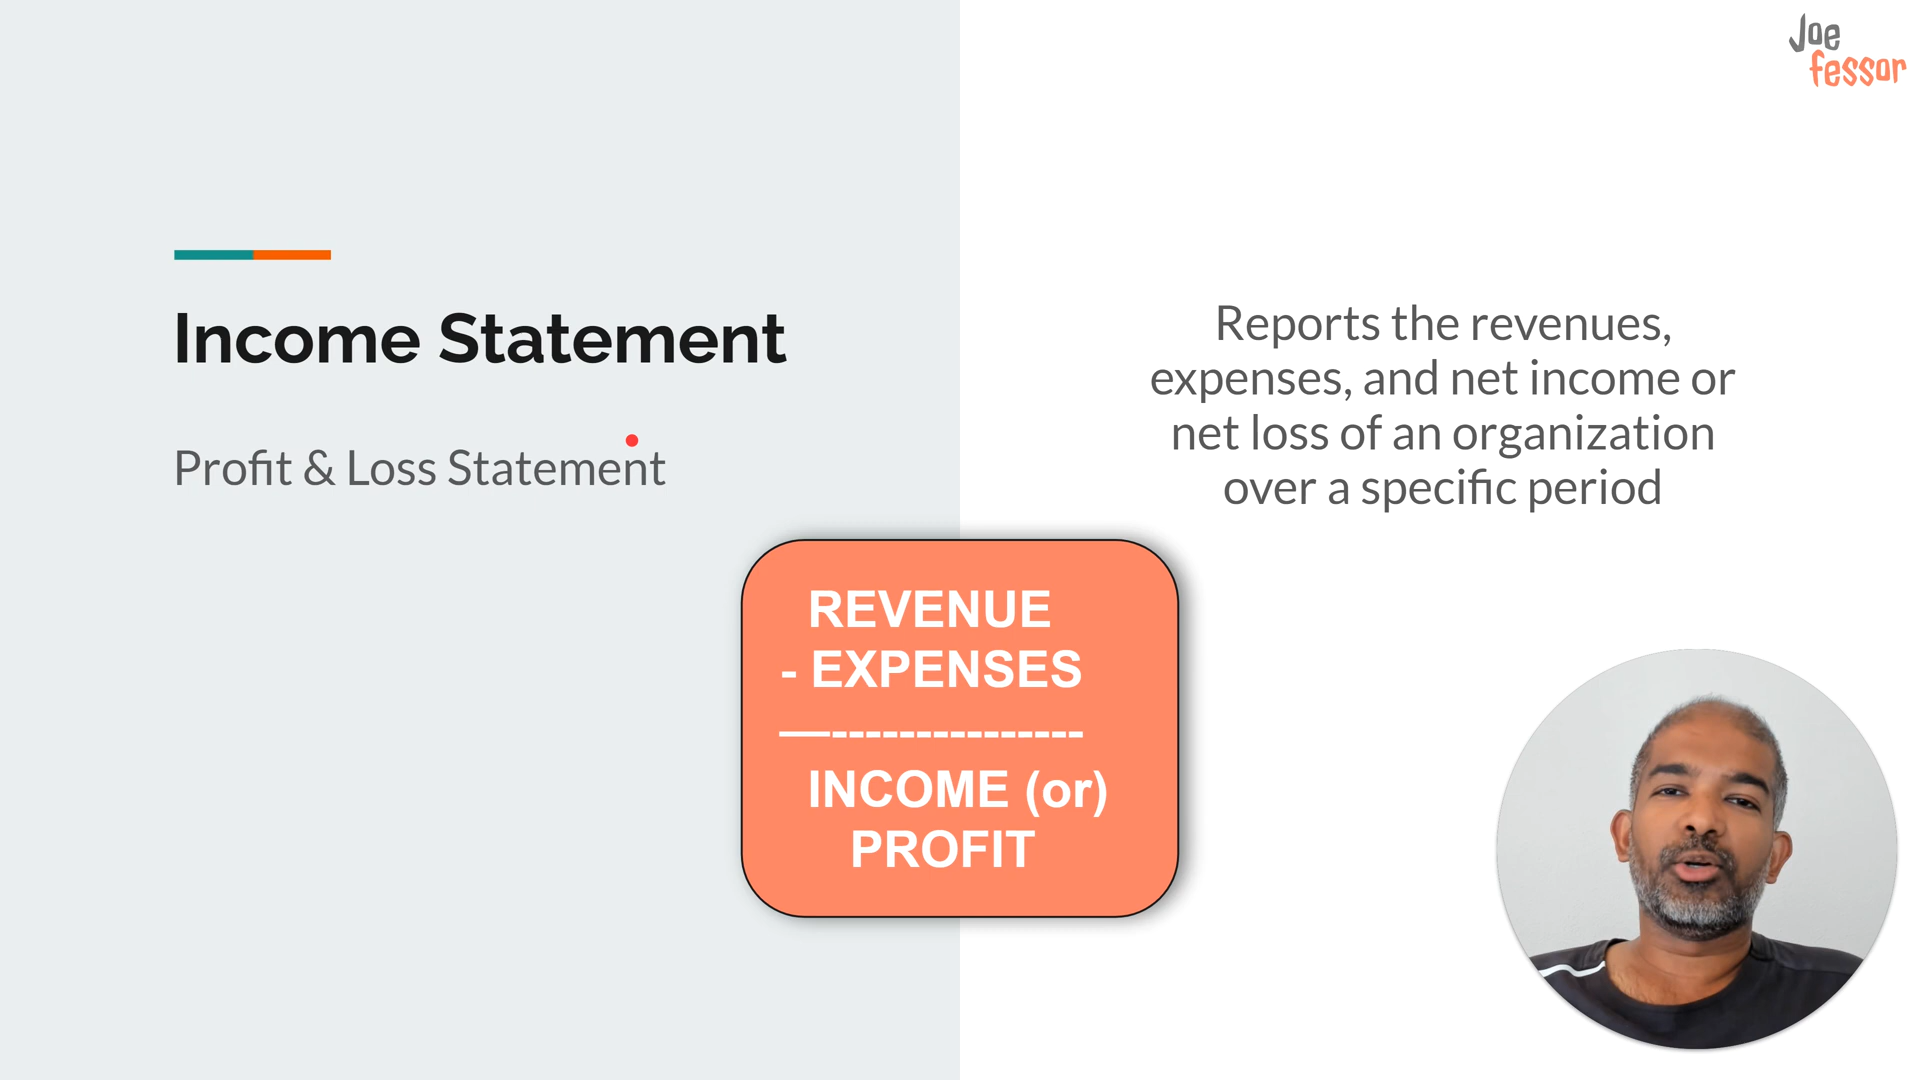 Joe
fessor
Income Statement
Profit & Loss Statement
Reports the revenues,
expenses, and net income or
net loss of an organization
over a specific period
REVENUE
- EXPENSES
—---------------
INCOME (or)
PROFIT